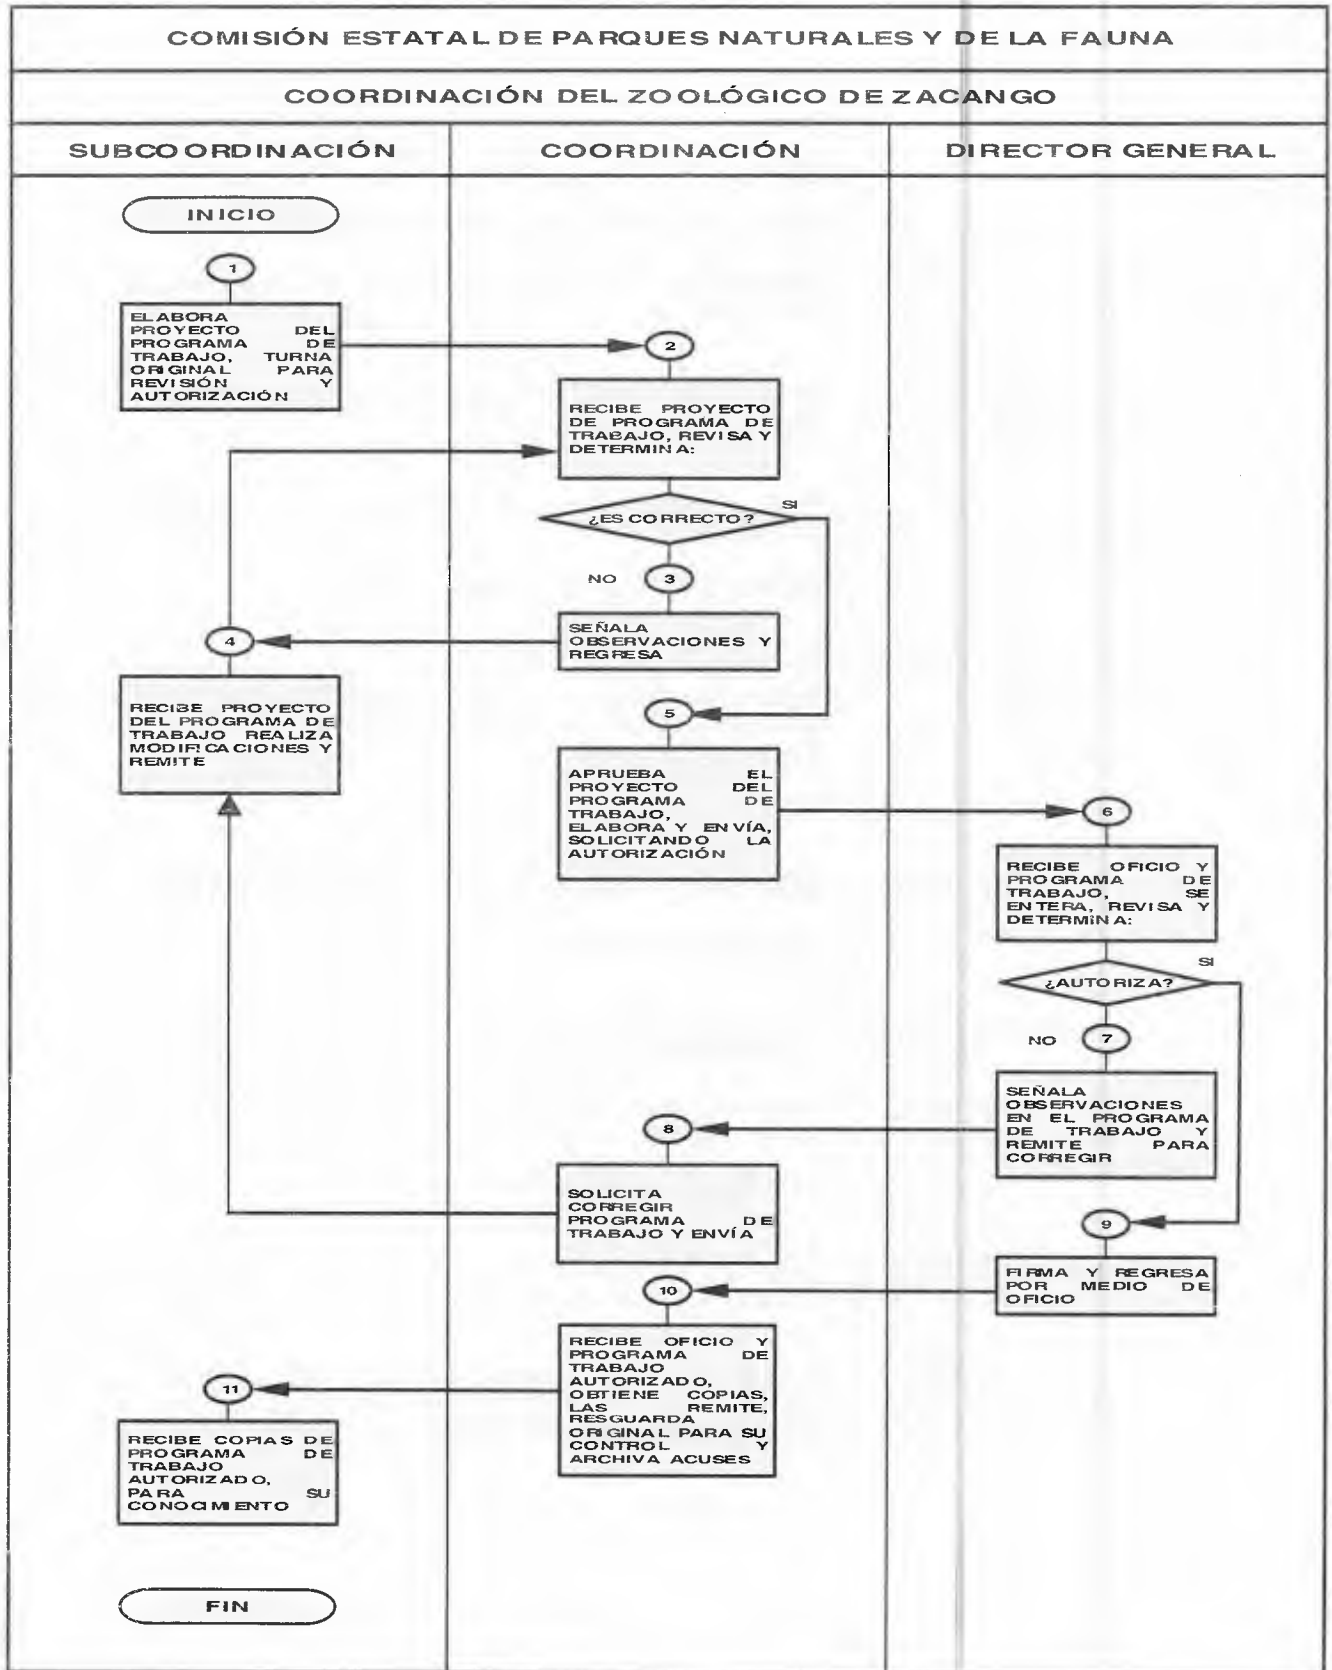 COMISIÓN ESTATAL DE PARQUES NATURALES Y DE LA FAUNA
COORDINACIÓN DEL ZOOLÓGICO DE ZACANGO
SUBCOORDINACIÓN
COORDINACIÓN
DIRECTOR GENERAL
INICIO
1
ELABORA
PROYECTO DEL
PROGRAMA DE
TRABAJO, TURNA
ORIGINAL PARA
REVISIÓN Y
AUTORIZACIÓN
2
RECIBE PROYECTO
DE PROGRAMA DE
TRABAJO, REVISA Y
DETERMINA:
¿ES CORRECTO?
SI
NO
3
SEÑALA
OBSERVACIONES Y
REGRESA
4
RECIBE PROYECTO
DEL PROGRAMA DE
TRABAJO REALIZA
MODIFICACIONES Y
REMITE
5
APRUEBA EL
PROYECTO DEL
PROGRAMA DE
TRABAJO,
ELABORA Y ENVÍA,
SOLICITANDO LA
AUTORIZACIÓN
6
RECIBE OFICIO Y
PROGRAMA DE
TRABAJO, SE
ENTERA, REVISA Y
DETERMINA:
¿AUTORIZA?
SI
NO
7
SEÑALA
OBSERVACIONES
EN EL PROGRAMA
DE TRABAJO Y
REMITE PARA
CORREGIR
8
SOLICITA
CORREGIR
PROGRAMA DE
TRABAJO Y ENVÍA
9
FIRMA Y REGRESA
POR MEDIO DE
OFICIO
10
RECIBE OFICIO Y
PROGRAMA DE
TRABAJO
AUTORIZADO,
OBTIENE COPIAS,
LAS REMITE,
RESGUARDA
ORIGINAL PARA SU
CONTROL Y
ARCHIVA ACUSES
11
RECIBE COPIAS DE
PROGRAMA DE
TRABAJO
AUTORIZADO,
PARA SU
CONOCIMIENTO
FIN